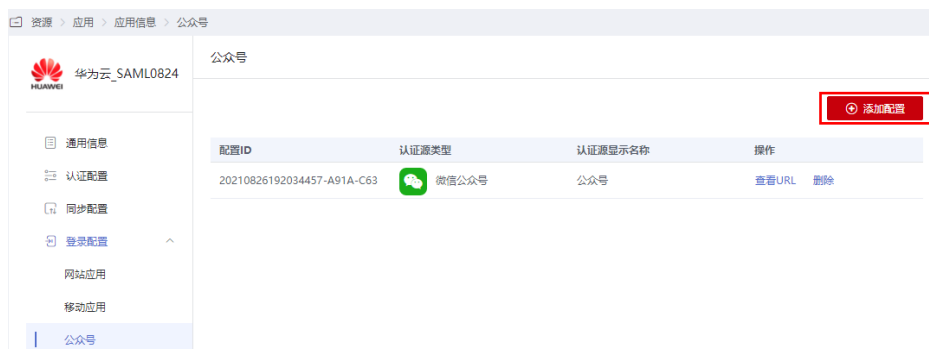 资源 > 应用 > 应用信息 > 公众号
HUAWEI
华为云_SAML0824
公众号
添加配置
通用信息
认证配置
同步配置
登录配置
网站应用
移动应用
公众号
配置ID 认证源类型 认证源显示名称 操作
20210826192034457-A91A-C63 微信公众号 公众号 查看URL 删除